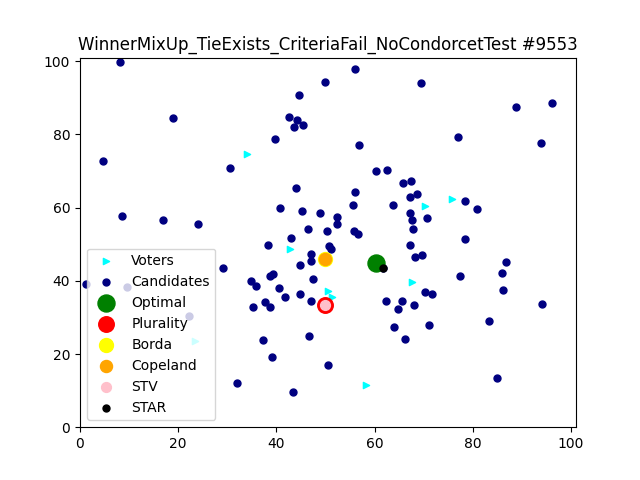 WinnerMixUp_TieExists_CriteriaFail_NoCondorcetTest #9553
100
80
60
40
20
0
Voters
Candidates
Optimal
Plurality
Borda
Copeland
STV
STAR
0 20 40 60 80 100